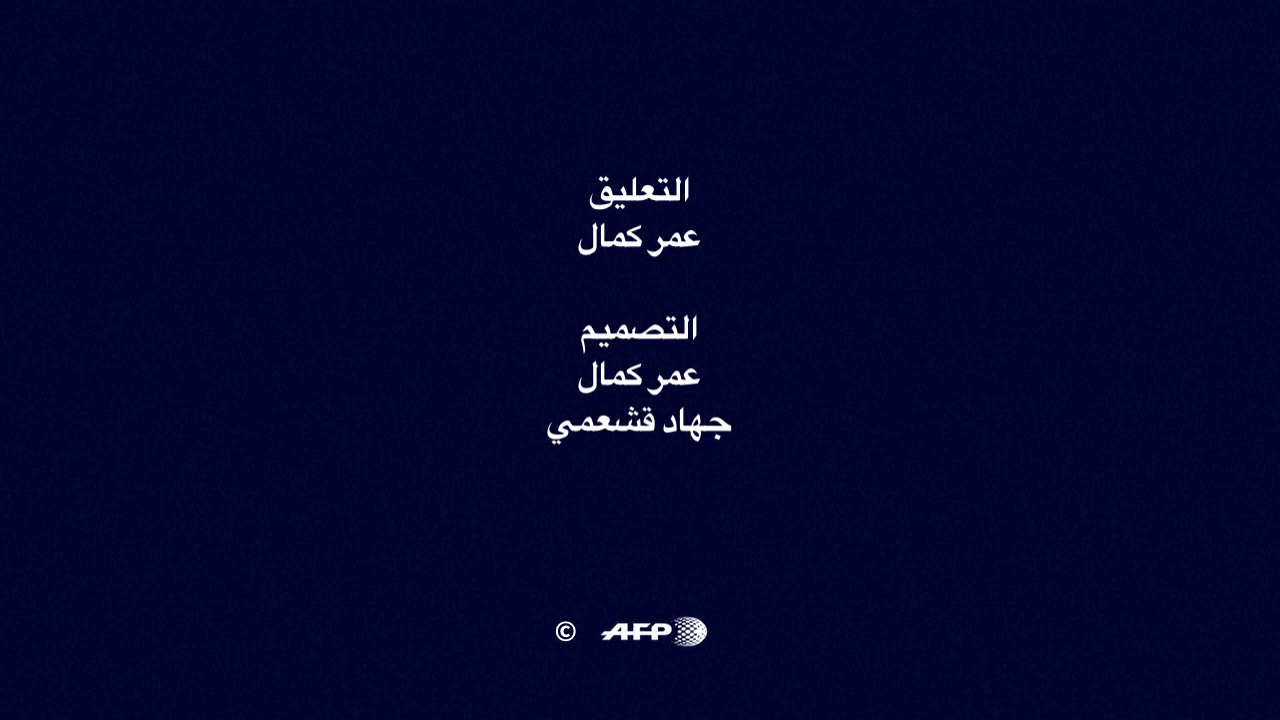 التعليق
عمر كمال
التصميم
عمر كمال
جهاد قشعمي
© AFP